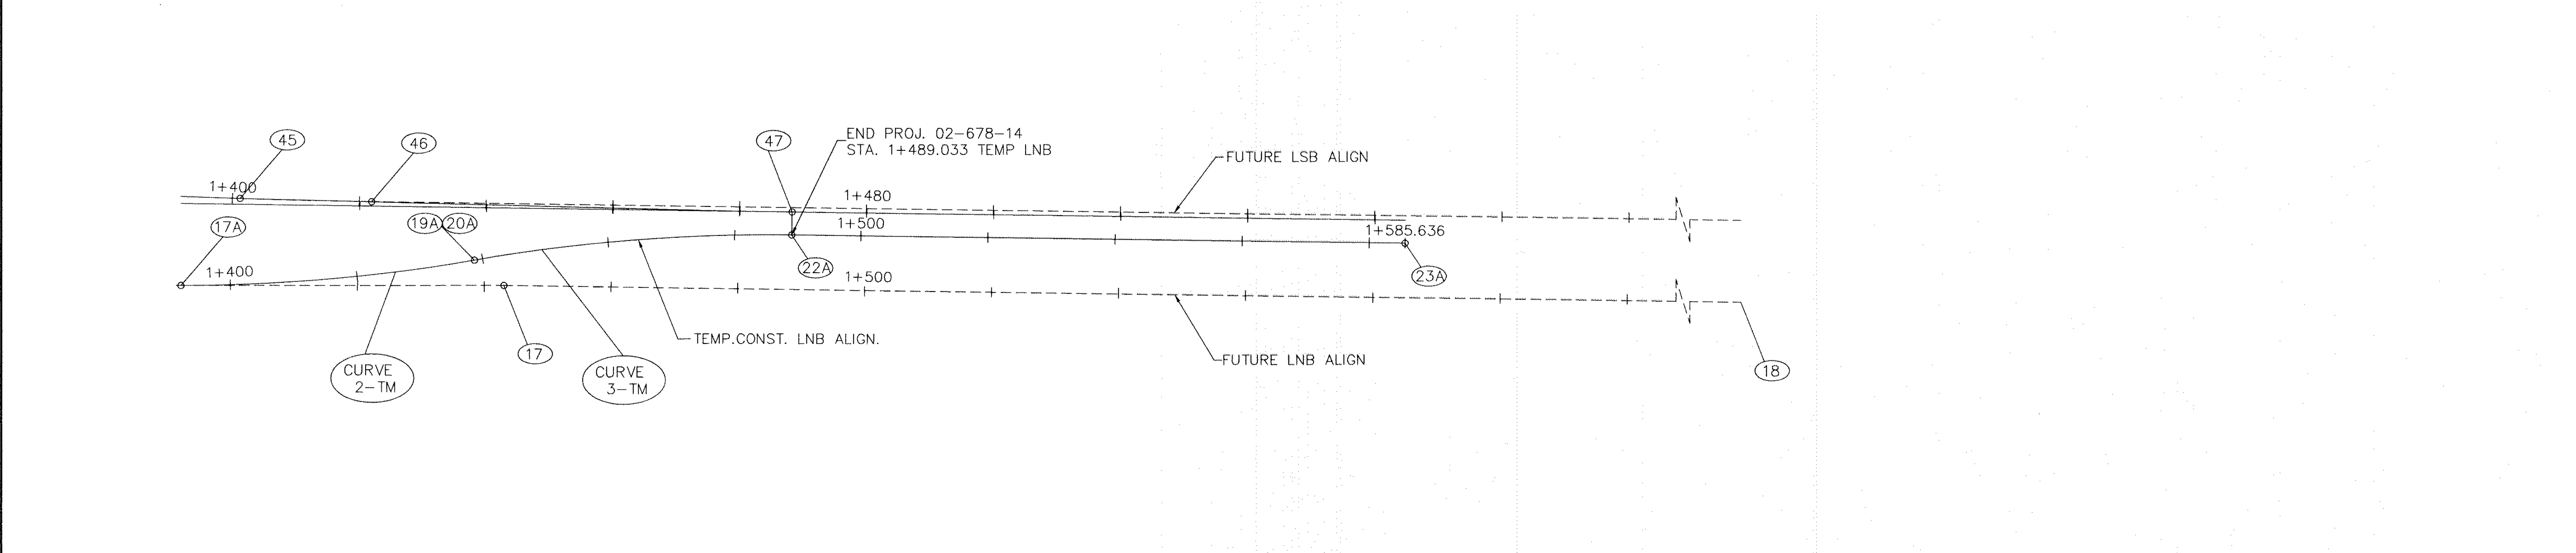 END PROJ. 02-678-14
STA. 1+489.033 TEMP LNB
45
46
47
FUTURE LSB ALIGN
1+400
1+480
17A
19A
20A
1+500
1+585.636
1+400
22A
23A
1+500
TEMP.CONST. LNB ALIGN.
17
FUTURE LNB ALIGN
CURVE
2-TM
CURVE
3-TM
18